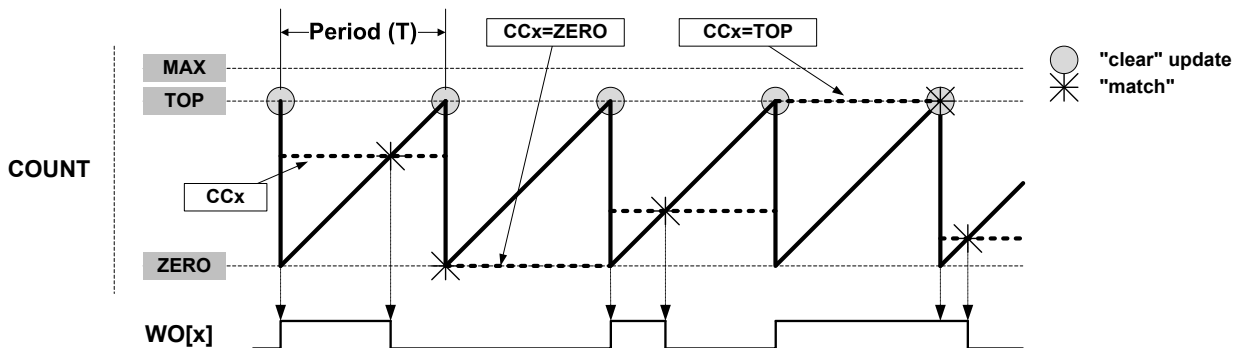 Period (T)
CCx=ZERO
CCx=TOP
MAX
"clear" update
TOP
"match"
COUNT
CCx
ZERO
WO[x]